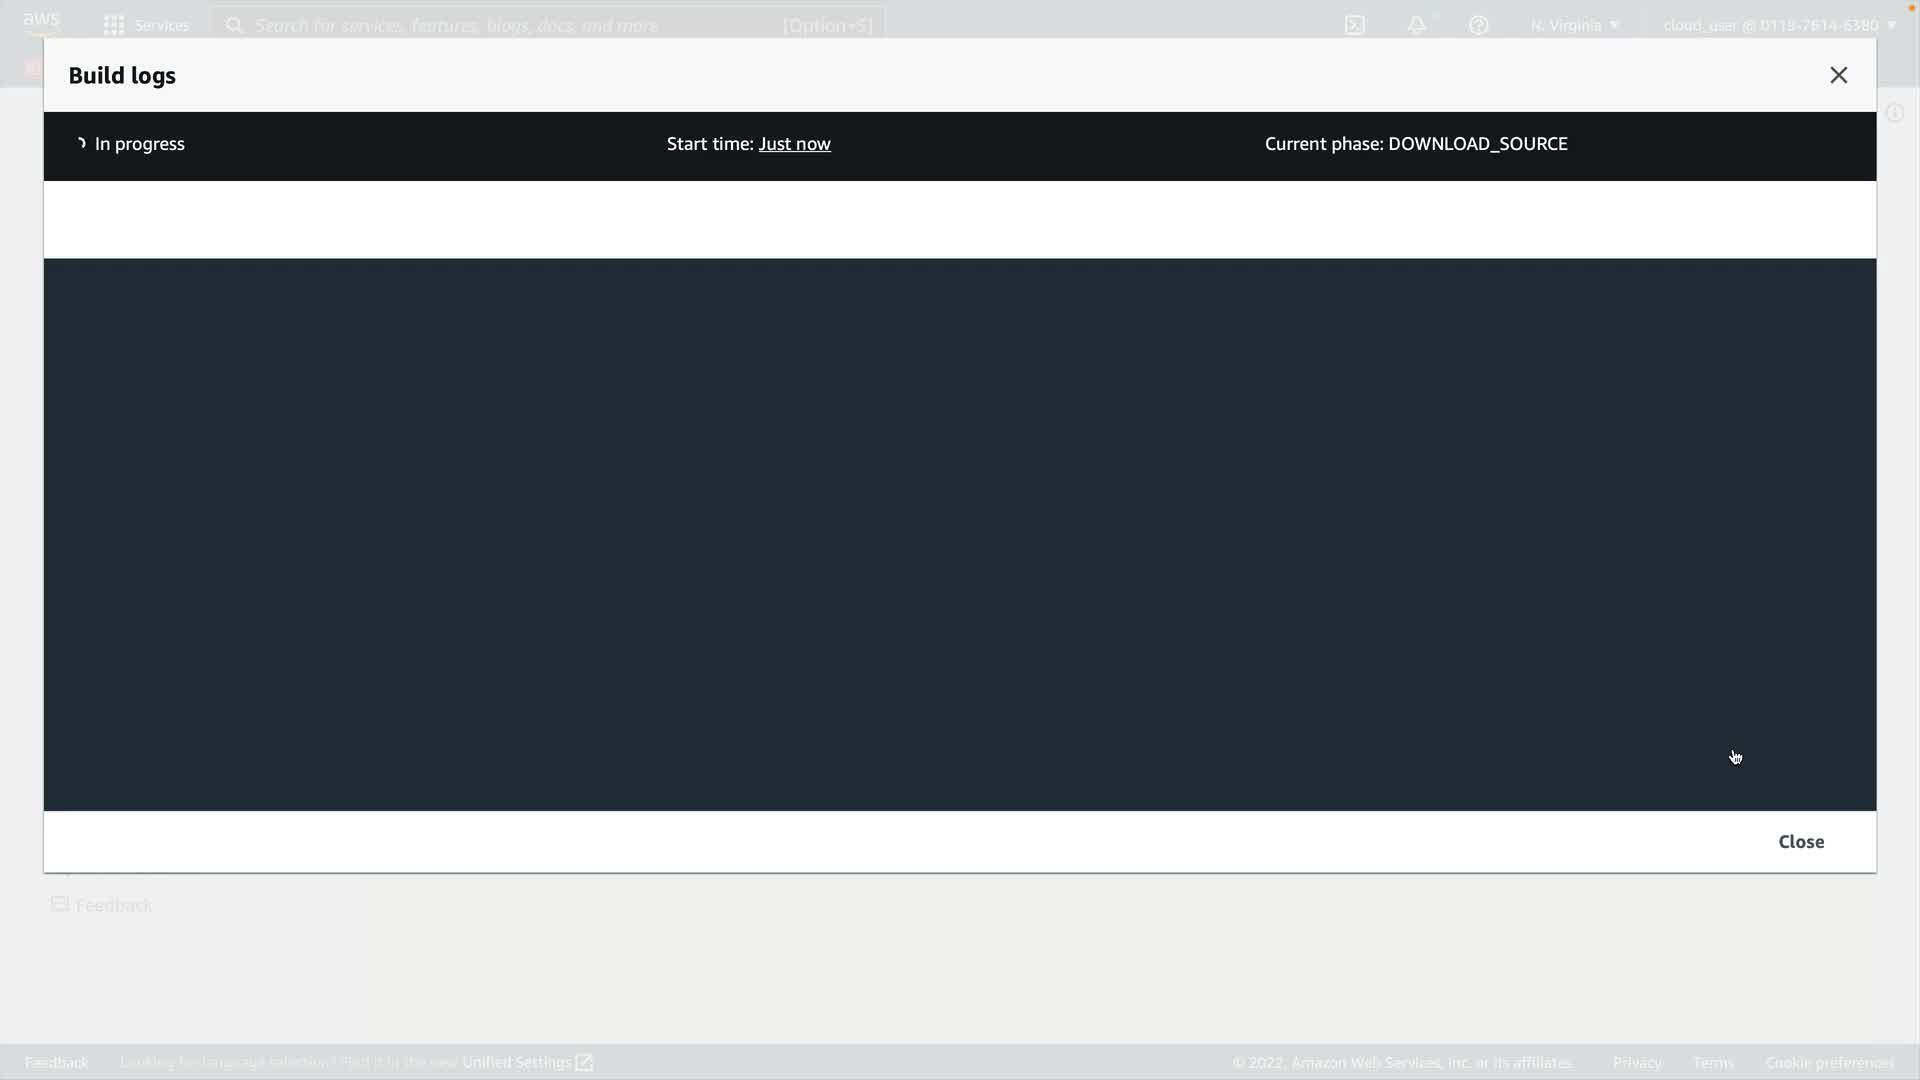 aws
Services
Search for services, features, blogs, docs, and more
[Option+S]
N. Virginia
cloud_user @ 0118-7614-6380
Build logs
In progress
Start time: Just now
Current phase: DOWNLOAD_SOURCE
Close
Feedback
Feedback
Looking for language selection? Find it in the new Unified Settings
© 2022, Amazon Web Services, Inc. or its affiliates.
Privacy
Terms
Cookie preferences